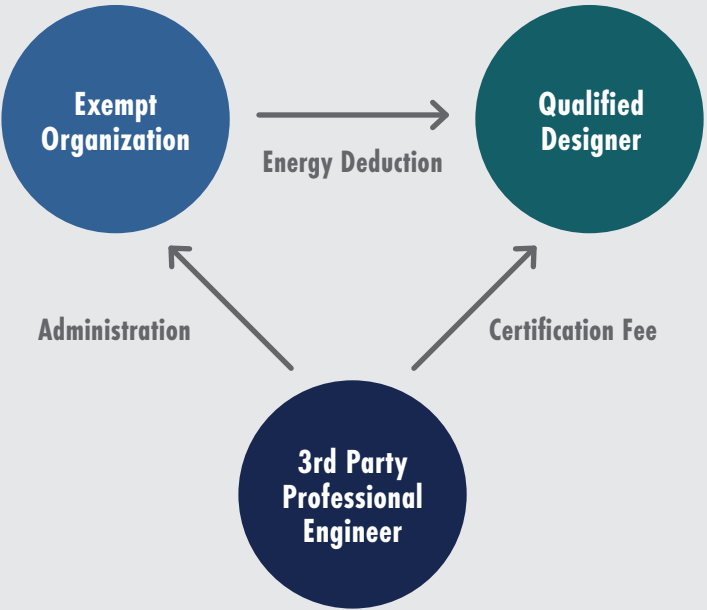 Exempt
Organization
Qualified
Designer
Energy Deduction
Administration
Certification Fee
3rd Party
Professional
Engineer